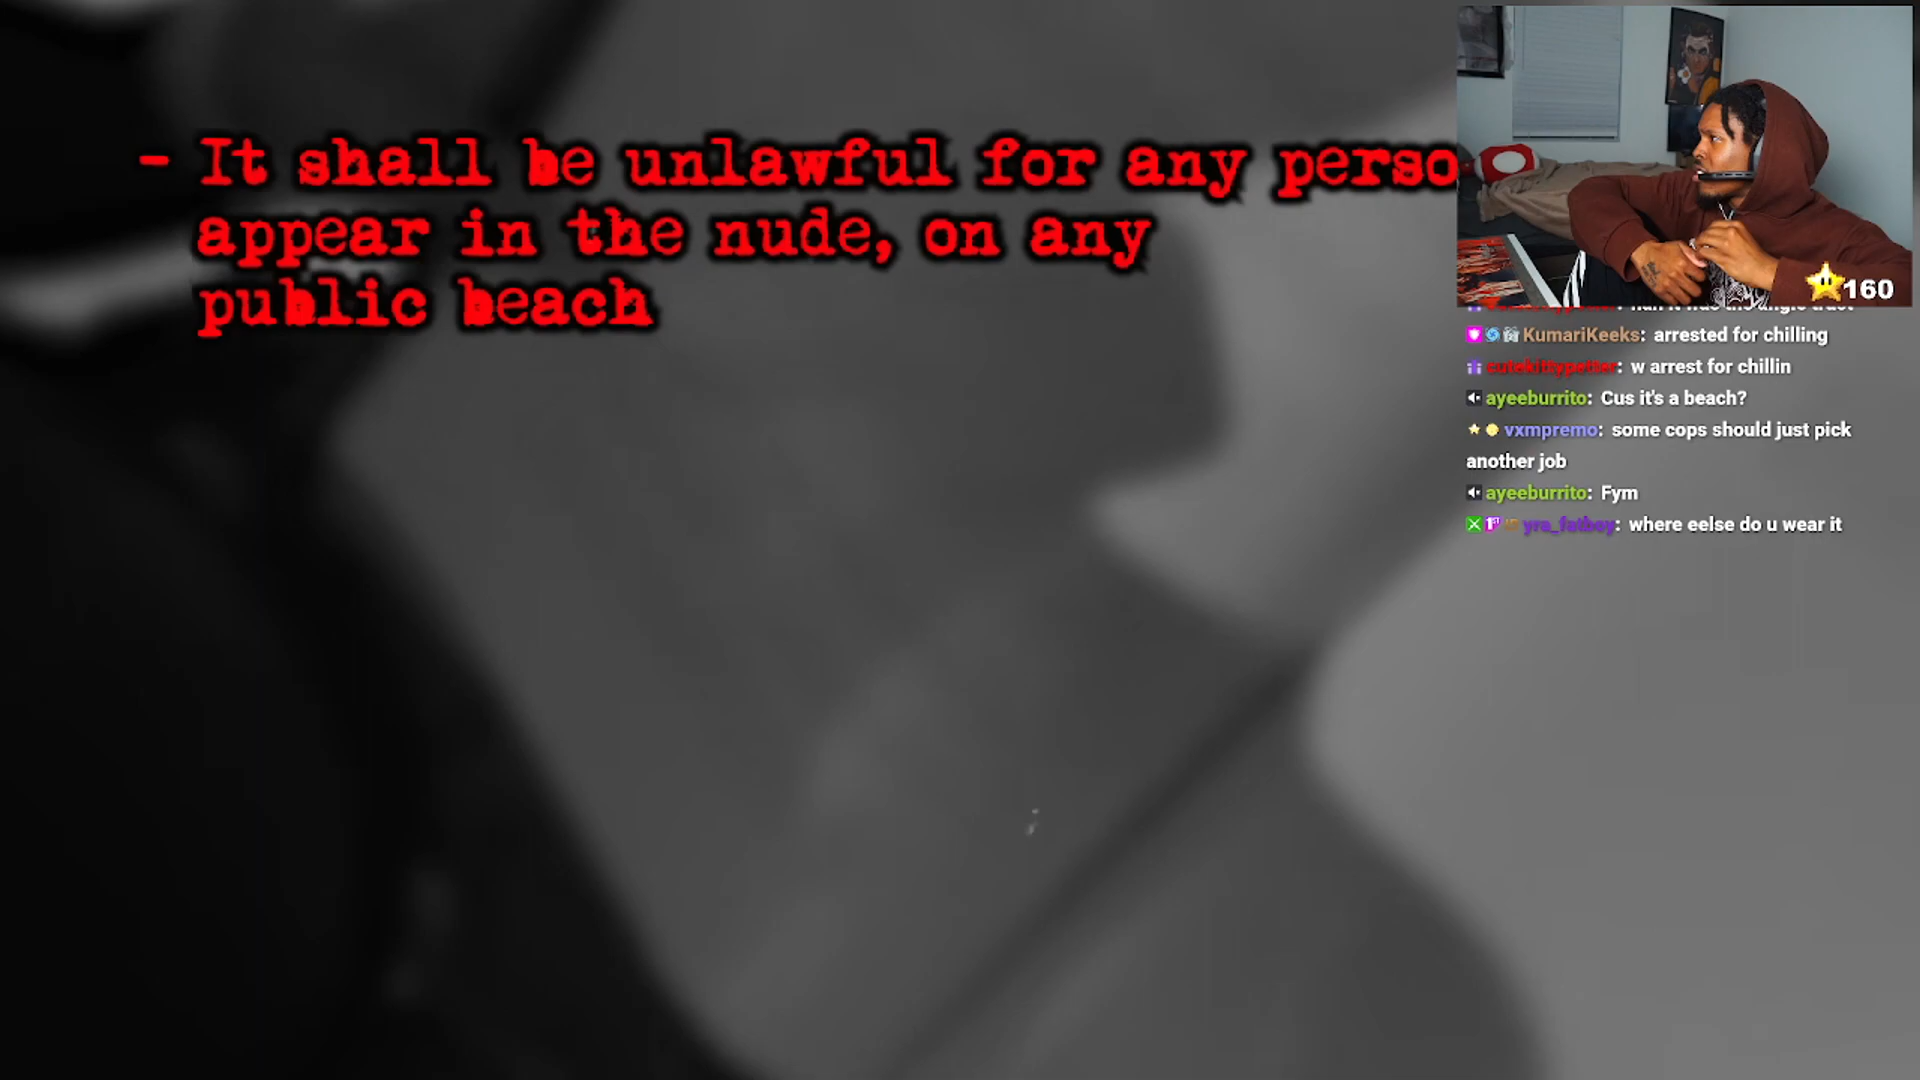 - It shall be unlawful for any perso
appear in the nude, on any
public beach
160
KumariKeeks: arrested for chilling
cutekittypetter: w arrest for chillin
ayeeburrito: Cus it's a beach?
vxmpremo: some cops should just pick
another job
ayeeburrito: Fym
yra_fatboy: where eelse do u wear it